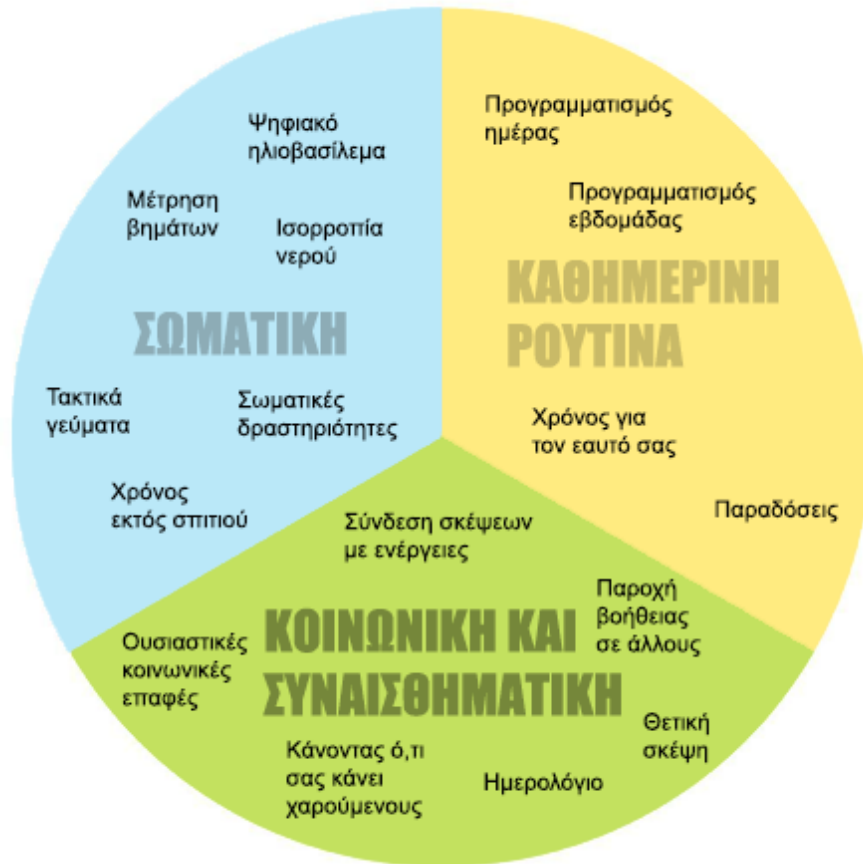 Ψηφιακό
ηλιοβασίλεμα
Μέτρηση
βημάτων
Ισορροπία
νερού
ΣΩΜΑΤΙΚΗ
Τακτικά
γεύματα
Σωματικές
δραστηριότητες
Χρόνος
εκτός σπιτιού
Προγραμματισμός
ημέρας
Προγραμματισμός
εβδομάδας
ΚΑΘΗΜΕΡΙΝΗ
ΡΟΥΤΙΝΑ
Χρόνος για
τον εαυτό σας
Παραδόσεις
Σύνδεση σκέψεων
με ενέργειες
Παροχή
βοήθειας
σε άλλους
Ουσιαστικές
κοινωνικές
επαφές
ΚΟΙΝΩΝΙΚΗ ΚΑΙ
ΣΥΝΑΙΣΘΗΜΑΤΙΚΗ
Θετική
σκέψη
Κάνοντας ό,τι
σας κάνει
χαρούμενους
Ημερολόγιο